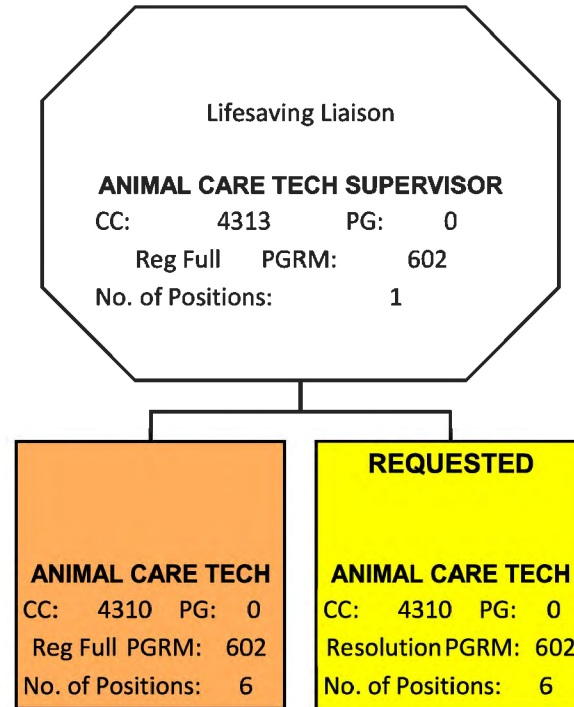 Lifesaving Liaison
ANIMAL CARE TECH SUPERVISOR
CC: 4313 PG: 0
Reg Full PGRM: 602
No. of Positions: 1
ANIMAL CARE TECH
CC: 4310 PG: 0
Reg Full PGRM: 602
No. of Positions: 6
REQUESTED
ANIMAL CARE TECH
CC: 4310 PG: 0
Resolution PGRM: 602
No. of Positions: 6